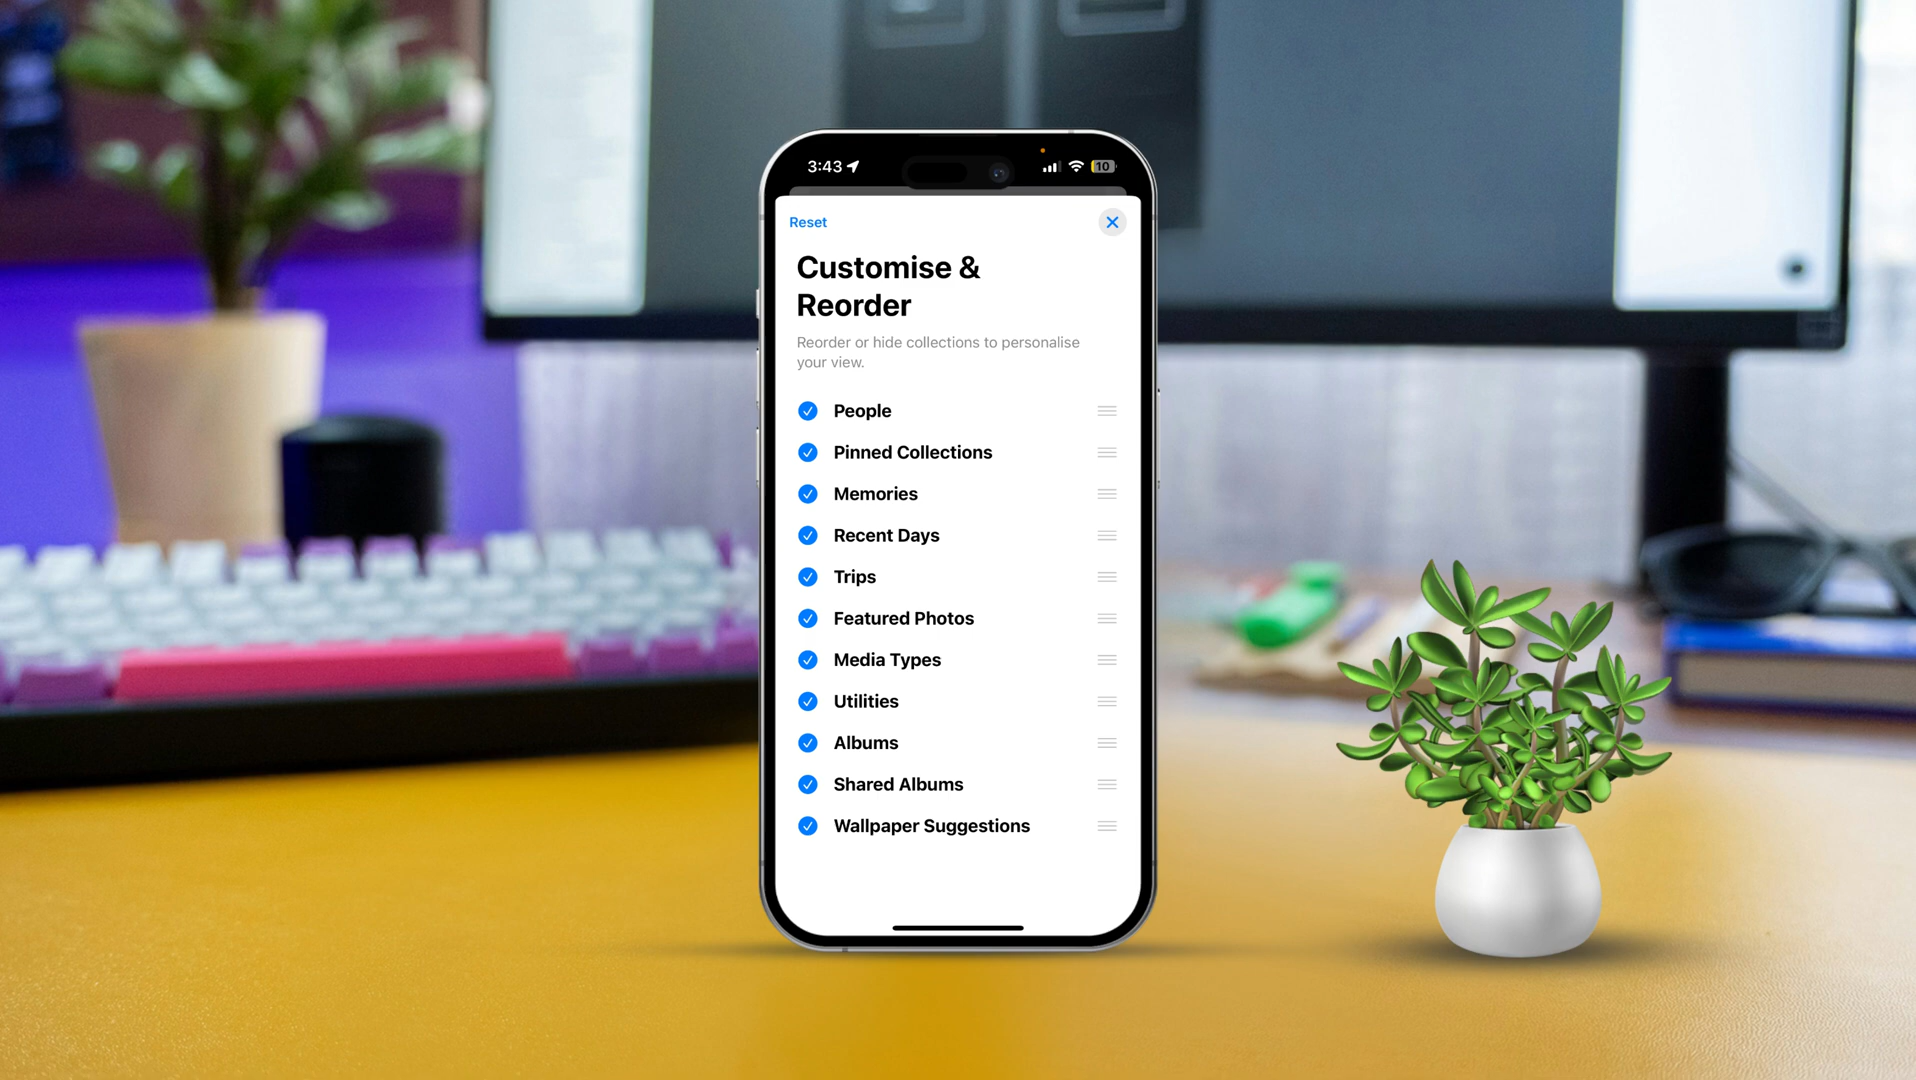 3:43
10
Reset
Customise &
Reorder
Reorder or hide collections to personalise
your view.
People
Pinned Collections
Memories
Recent Days
Trips
Featured Photos
Media Types
Utilities
Albums
Shared Albums
Wallpaper Suggestions